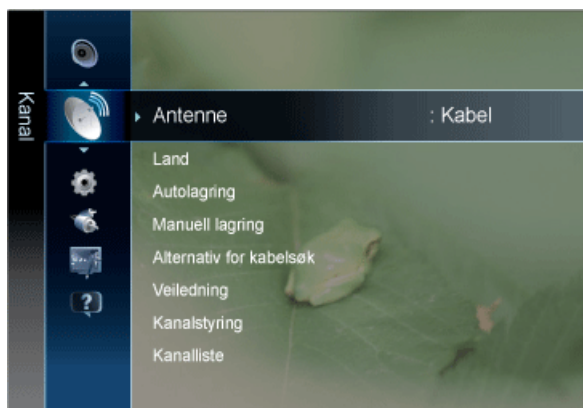 Kanal
Antenne : Kabel
Land
Autolagring
Manuell lagring
Alternativ for kabelsøk
Veiledning
Kanalstyring
Kanalliste